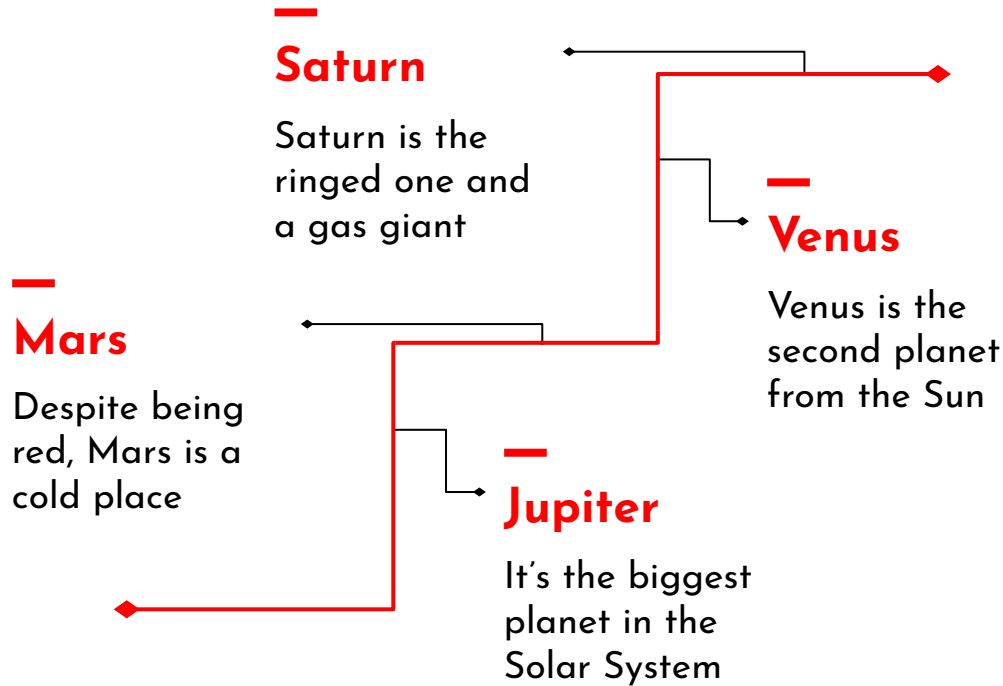 Saturn
Saturn is the
ringed one and
a gas giant
Venus
Venus is the
second planet
from the Sun
Mars
Despite being
red, Mars is a
cold place
Jupiter
It’s the biggest
planet in the
Solar System